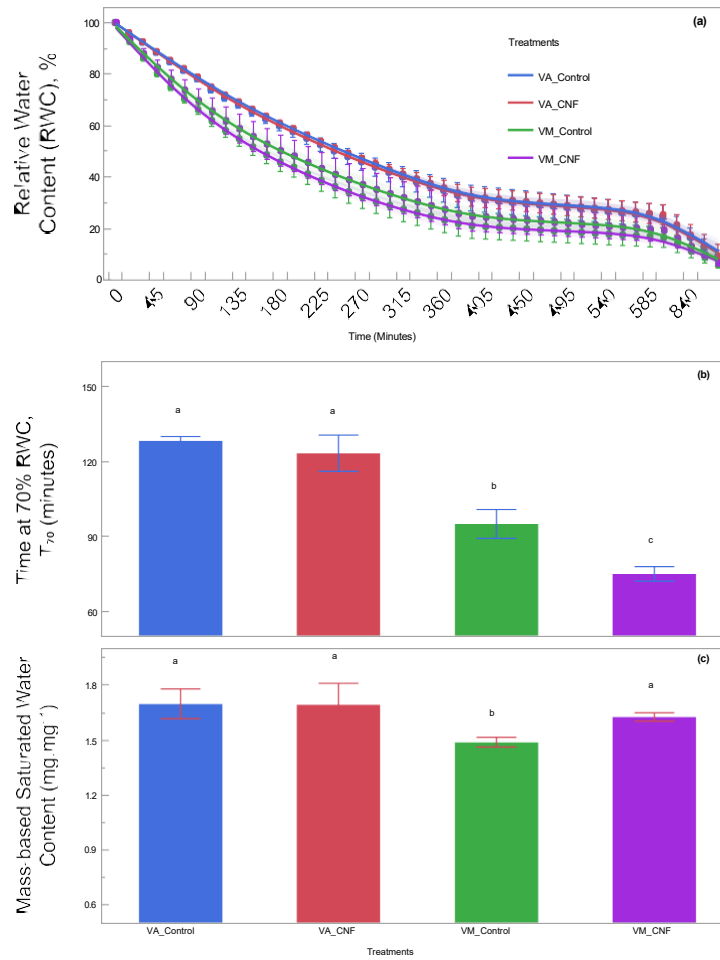 (a)
Treatments
VA_Control
VA_CNF
VM_Control
VM_CNF
Relative Water
Content (RWC), %
100
80
60
40
20
0
0 45 90 135 180 225 270 315 360 405 450 495 540 585 840
Time (Minutes)
(b)
Time at 70% RWC,
T₇₀ (minutes)
150
120
90
60
a
a
b
c
(c)
Mass-based Saturated Water
Content (mg.mg⁻¹)
1.8
1.5
1.2
0.9
0.6
a
a
b
a
VA_Control VA_CNF VM_Control VM_CNF
Treatments